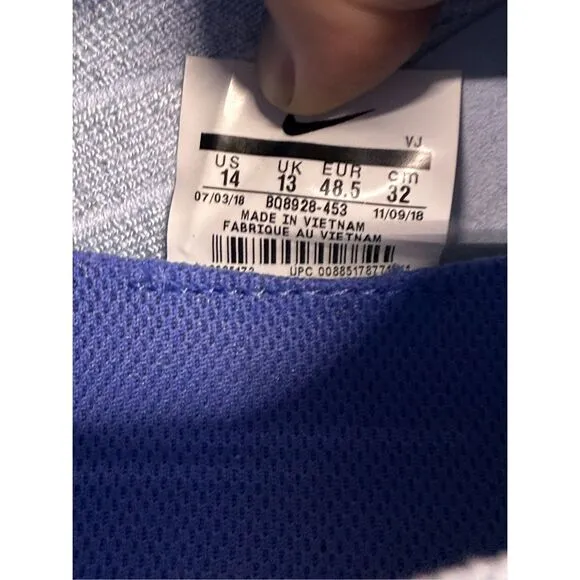 VJ
US UK EUR cm
14 13 48.5 32
07/03/18 BQ8928-453 11/09/18
MADE IN VIETNAM
FABRIQUE AU VIETNAM
UPC 0088517877